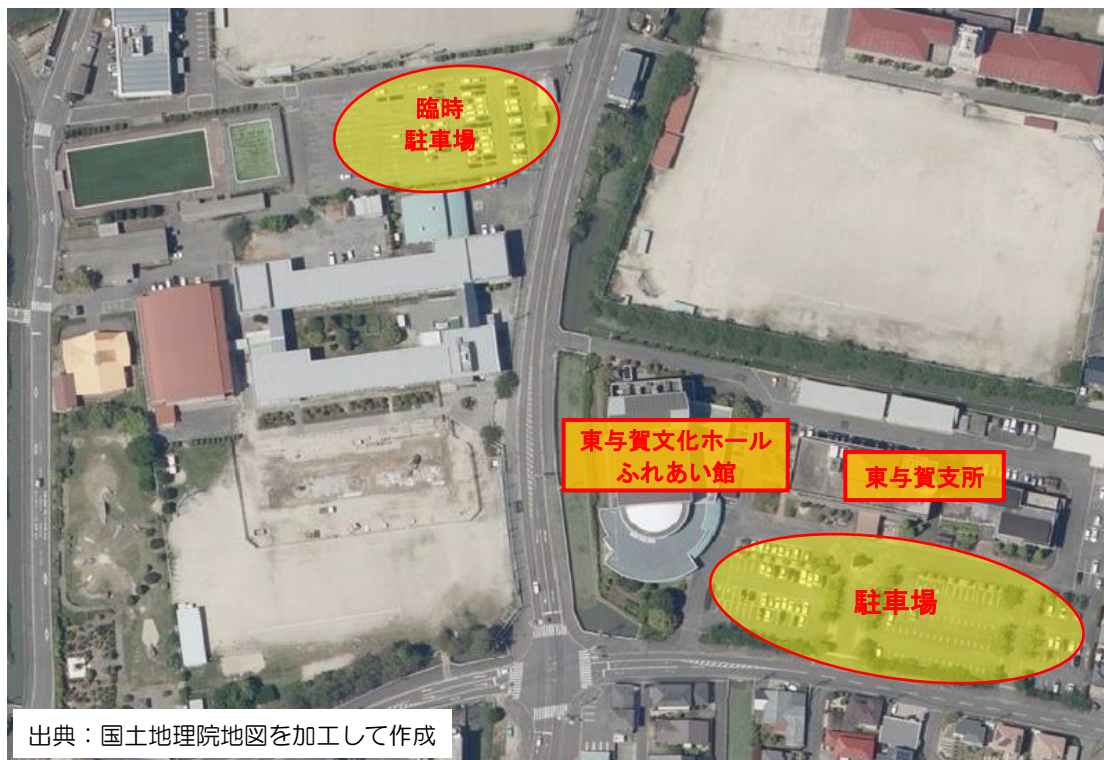 臨時
駐車場
東与賀文化ホール
ふれあい館
東与賀支所
駐車場
出典：国土地理院地図を加工して作成